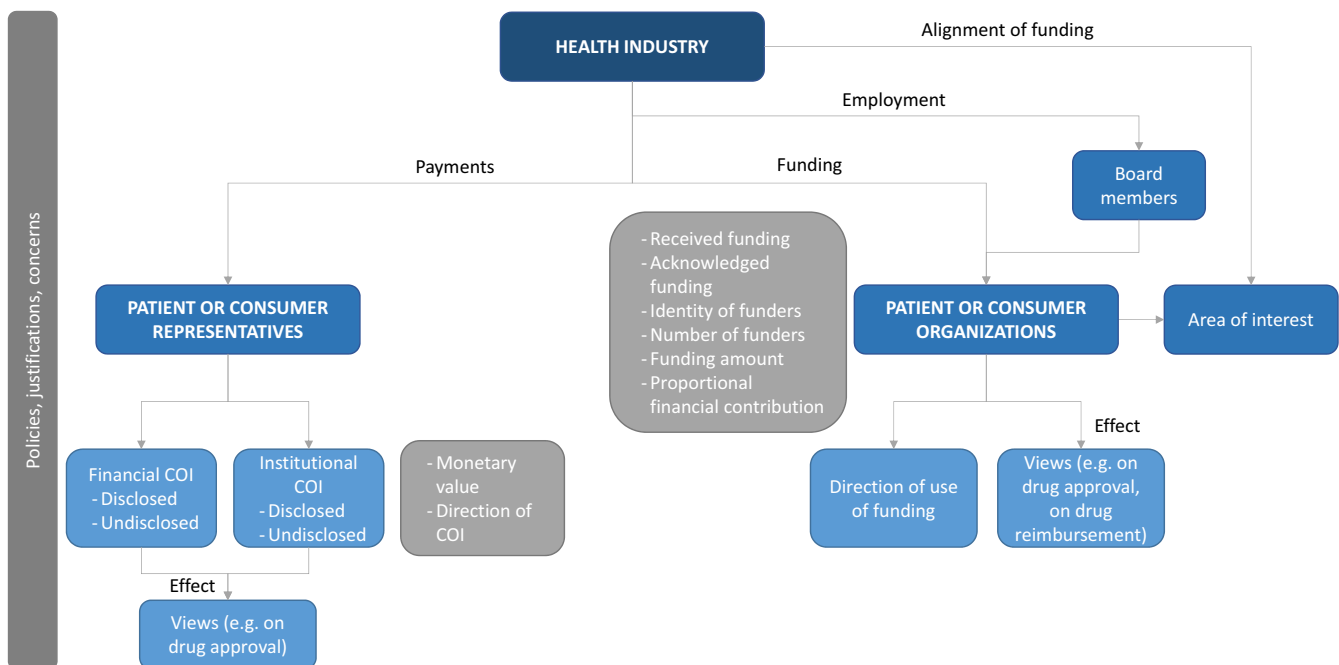 Policies, justifications, concerns
HEALTH INDUSTRY
Alignment of funding
Employment
Payments
Funding
Board
members
- Received funding
- Acknowledged
funding
- Identity of funders
- Number of funders
- Funding amount
- Proportional
financial contribution
PATIENT OR CONSUMER
REPRESENTATIVES
PATIENT OR CONSUMER
ORGANIZATIONS
Area of interest
Financial COI
- Disclosed
- Undisclosed
Institutional
COI
- Disclosed
- Undisclosed
- Monetary
value
- Direction of
COI
Direction of use
of funding
Effect
Views (e.g. on
drug approval,
on drug
reimbursement)
Effect
Views (e.g. on
drug approval)